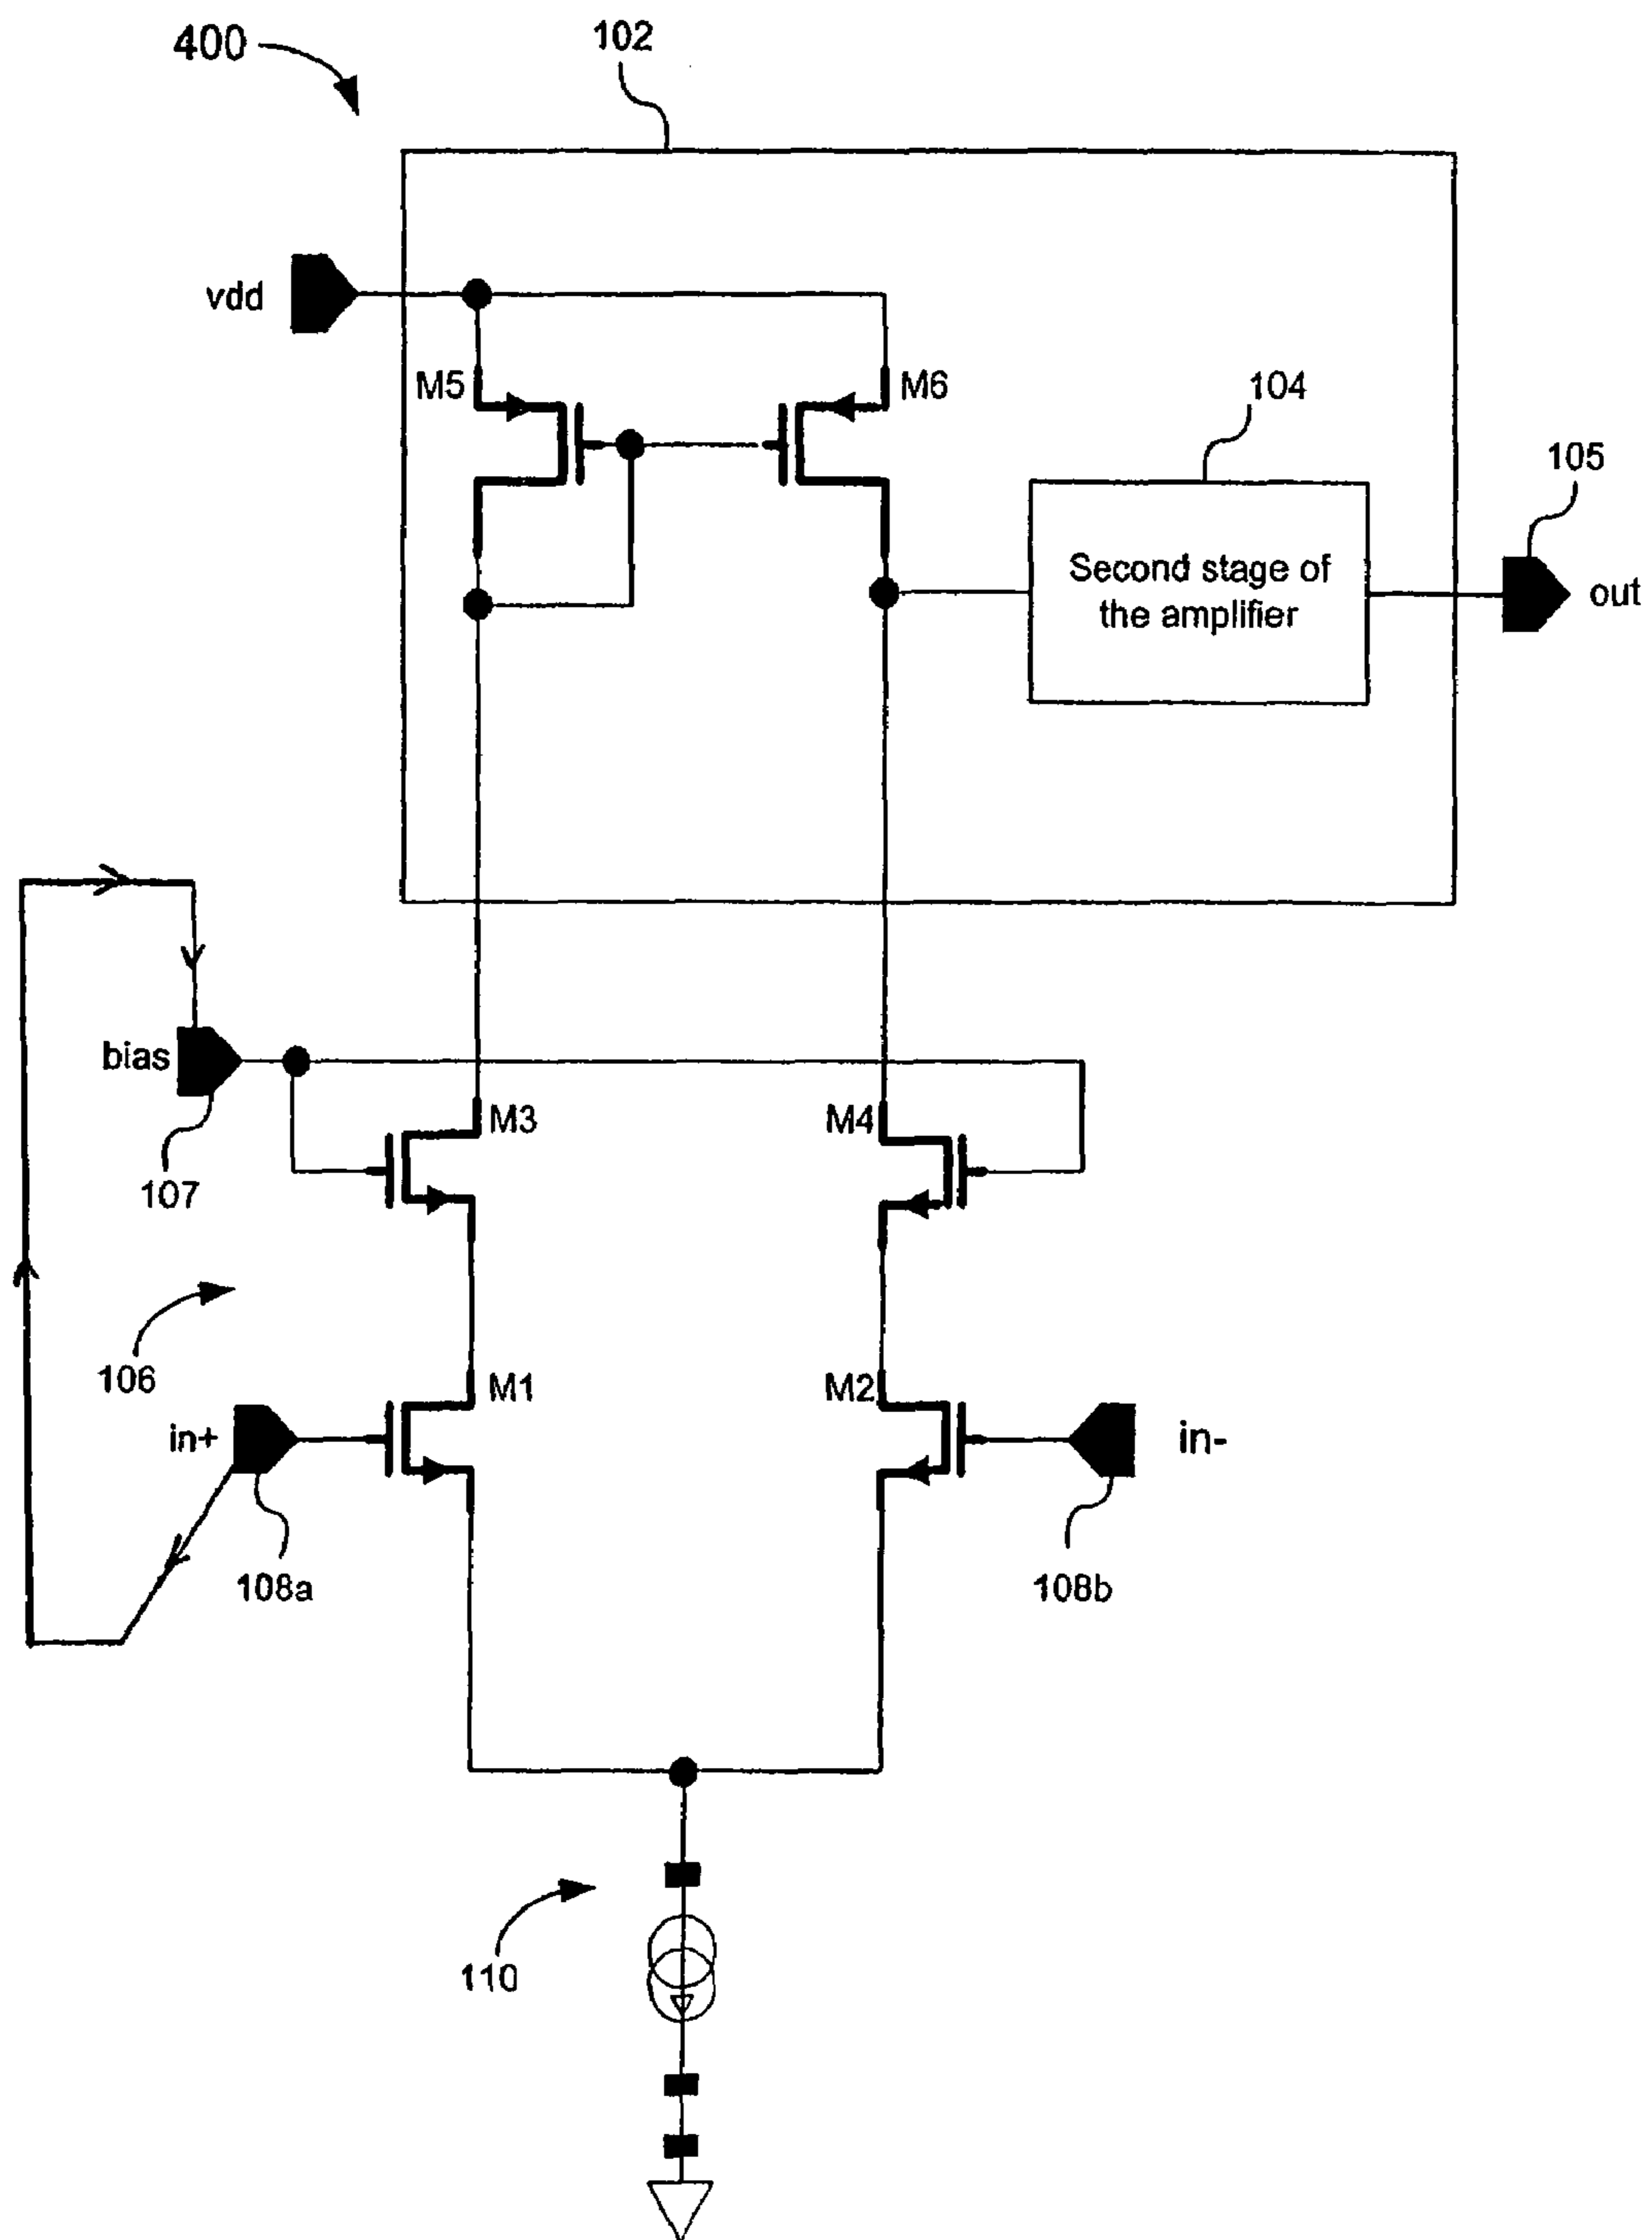 400
102
vdd
M5
M6
104
105
Second stage of
the amplifier
out
bias
M3
M4
107
106
M1
M2
in+
in-
108a
108b
110